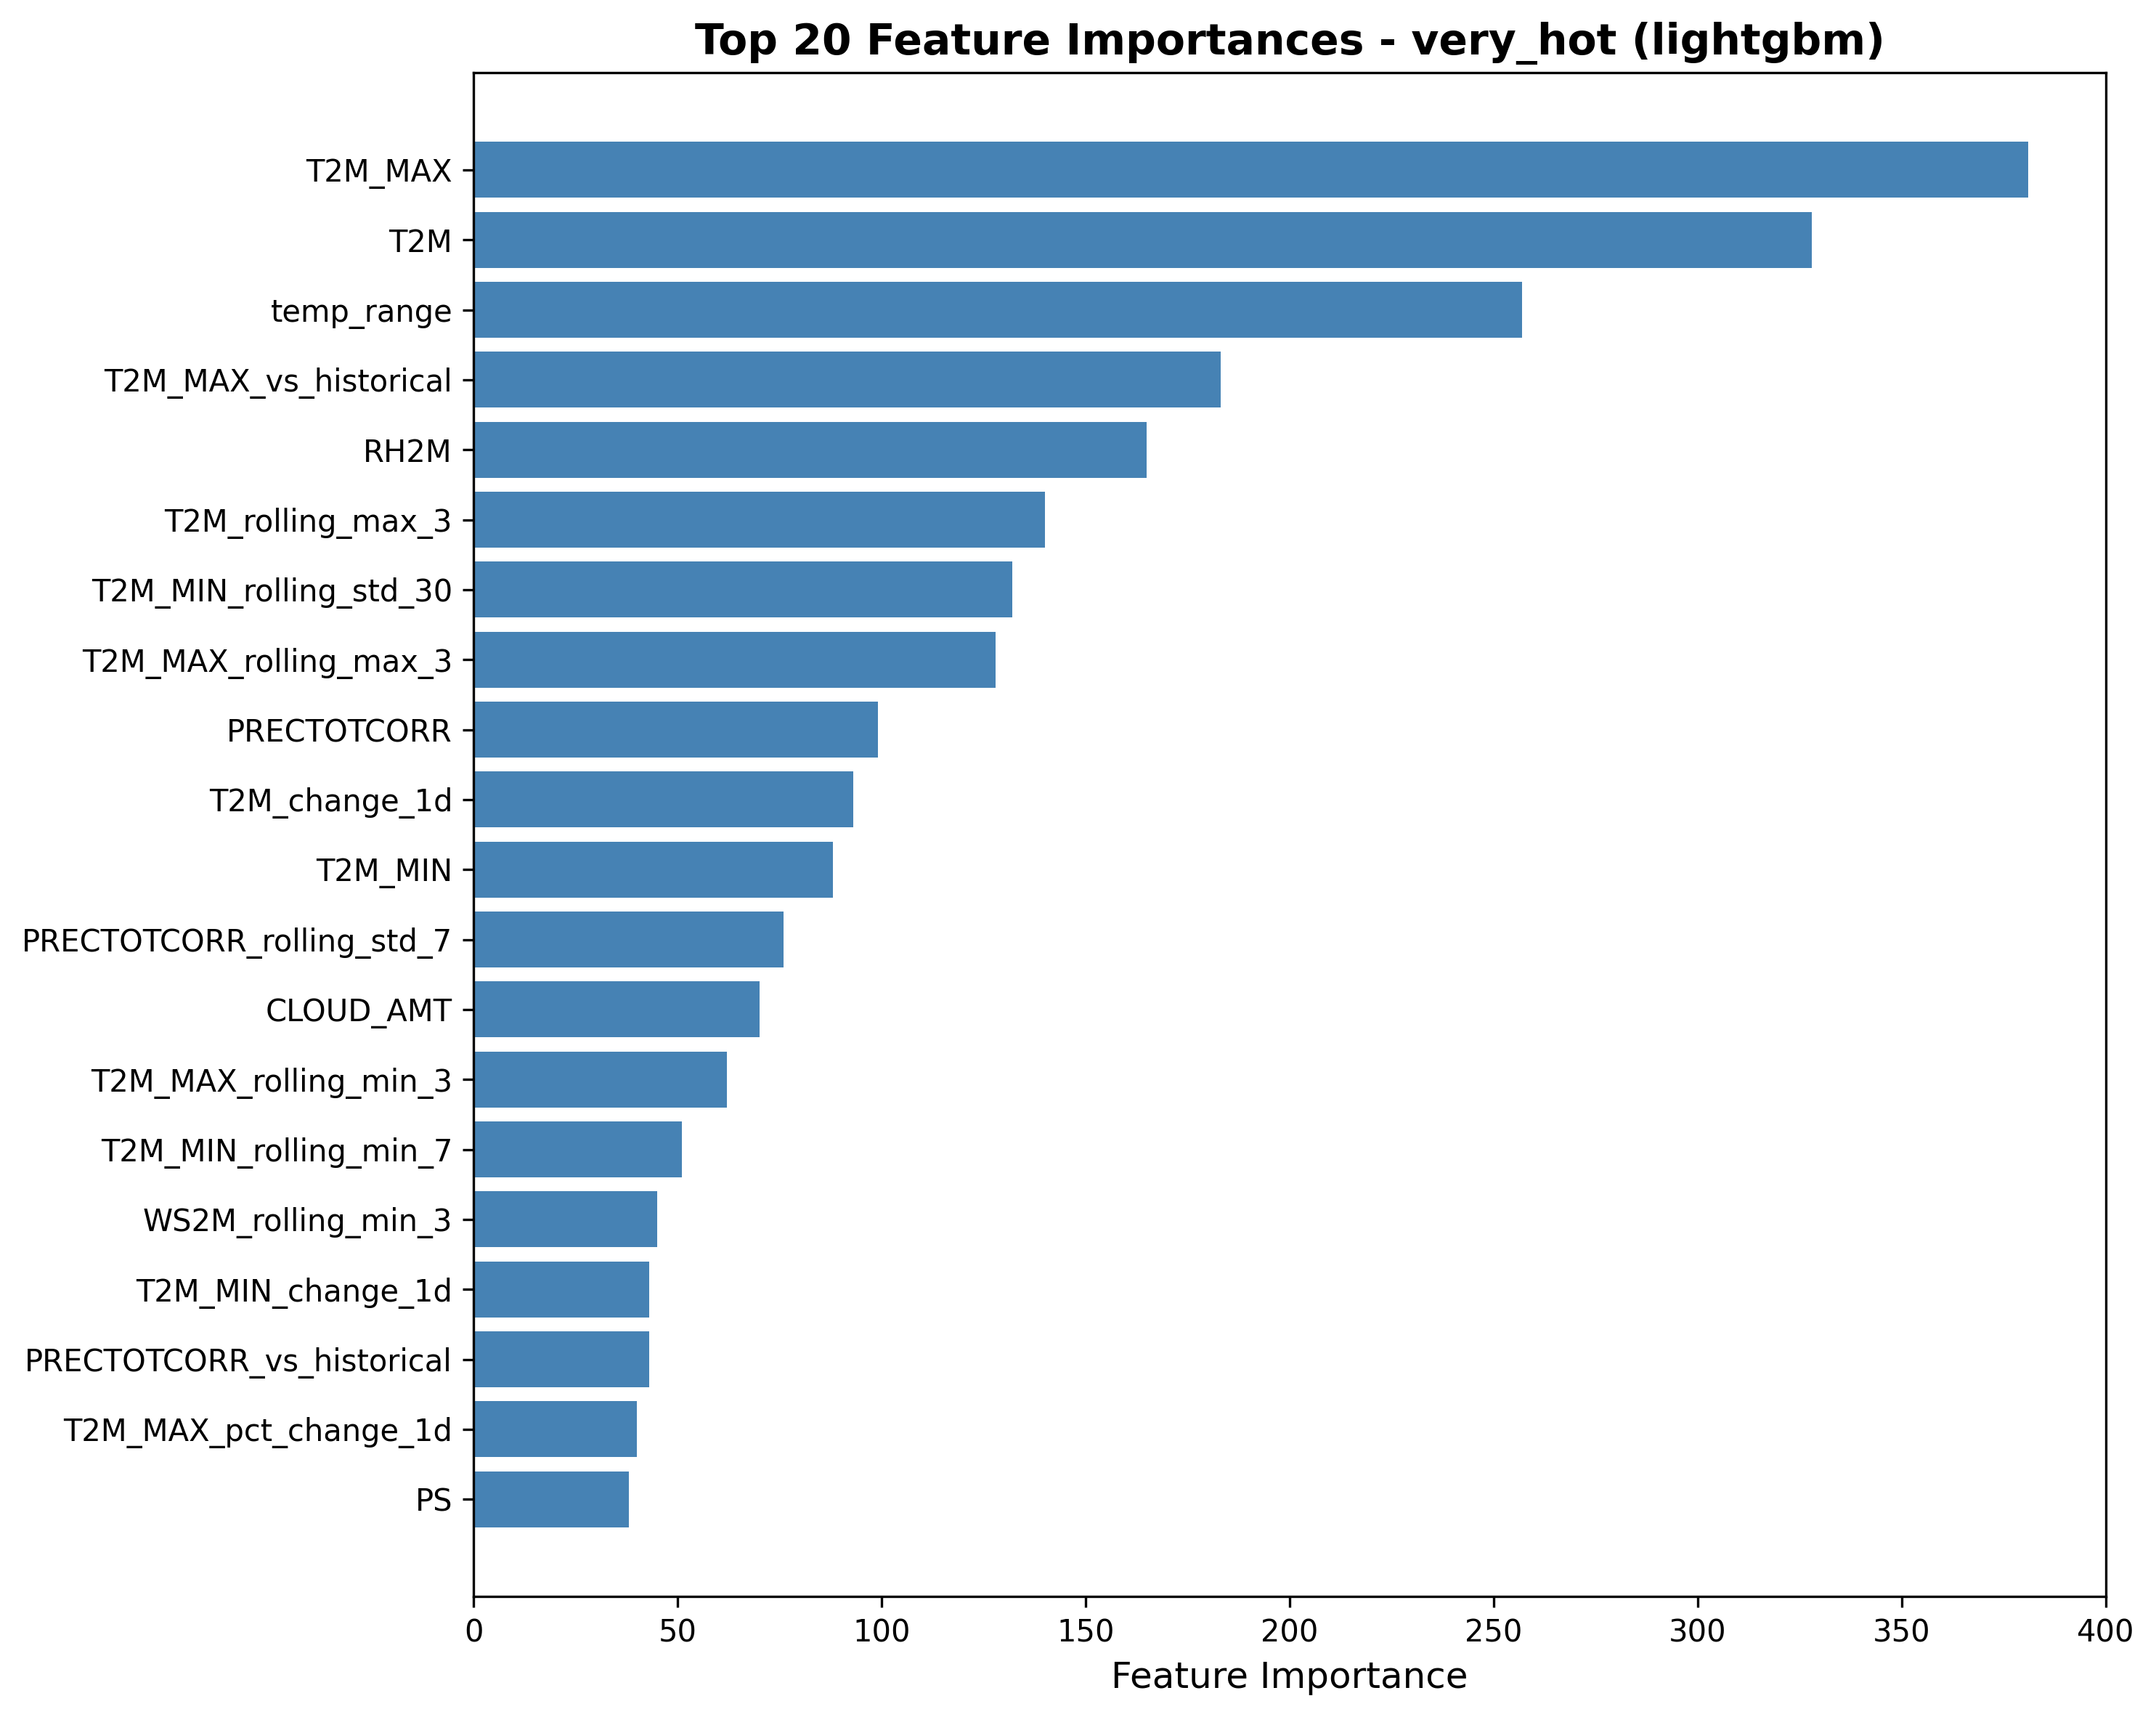 Top 20 Feature Importances - very_hot (lightgbm)
T2M_MAX
T2M
temp_range
T2M_MAX_vs_historical
RH2M
T2M_rolling_max_3
T2M_MIN_rolling_std_30
T2M_MAX_rolling_max_3
PRECTOTCORR
T2M_change_1d
T2M_MIN
PRECTOTCORR_rolling_std_7
CLOUD_AMT
T2M_MAX_rolling_min_3
T2M_MIN_rolling_min_7
WS2M_rolling_min_3
T2M_MIN_change_1d
PRECTOTCORR_vs_historical
T2M_MAX_pct_change_1d
PS
0 50 100 150 200 250 300 350 400
Feature Importance